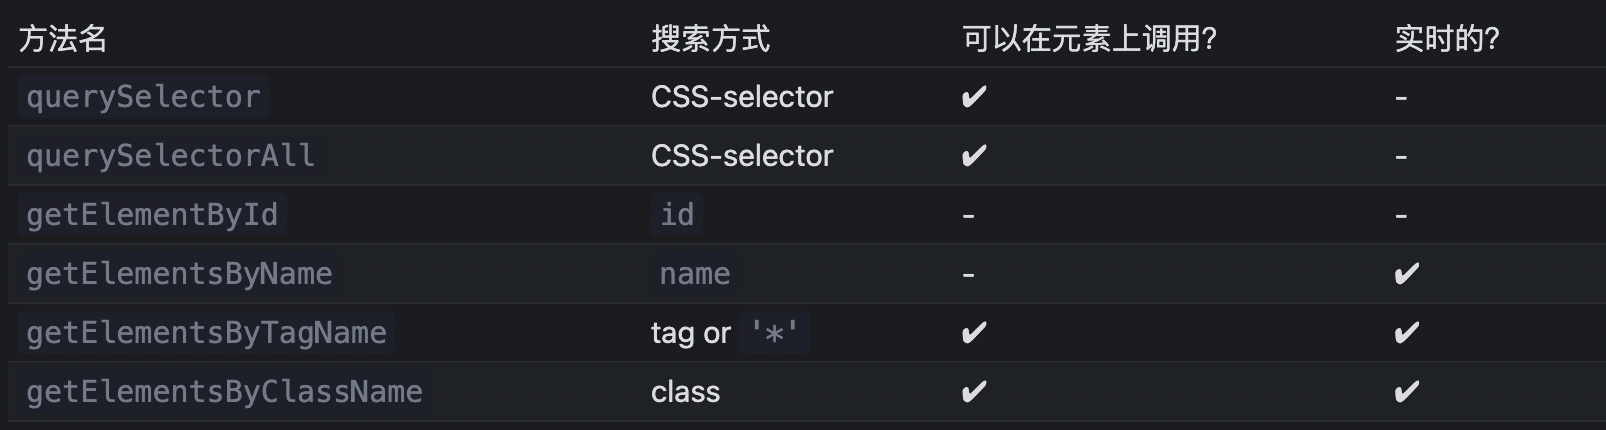 方法名 搜索方式 可以在元素上调用? 实时的?
querySelector CSS-selector ✔ -
querySelectorAll CSS-selector ✔ -
getElementById id - -
getElementsByName name - ✔
getElementsByTagName tag or '*' ✔ ✔
getElementsByClassName class ✔ ✔